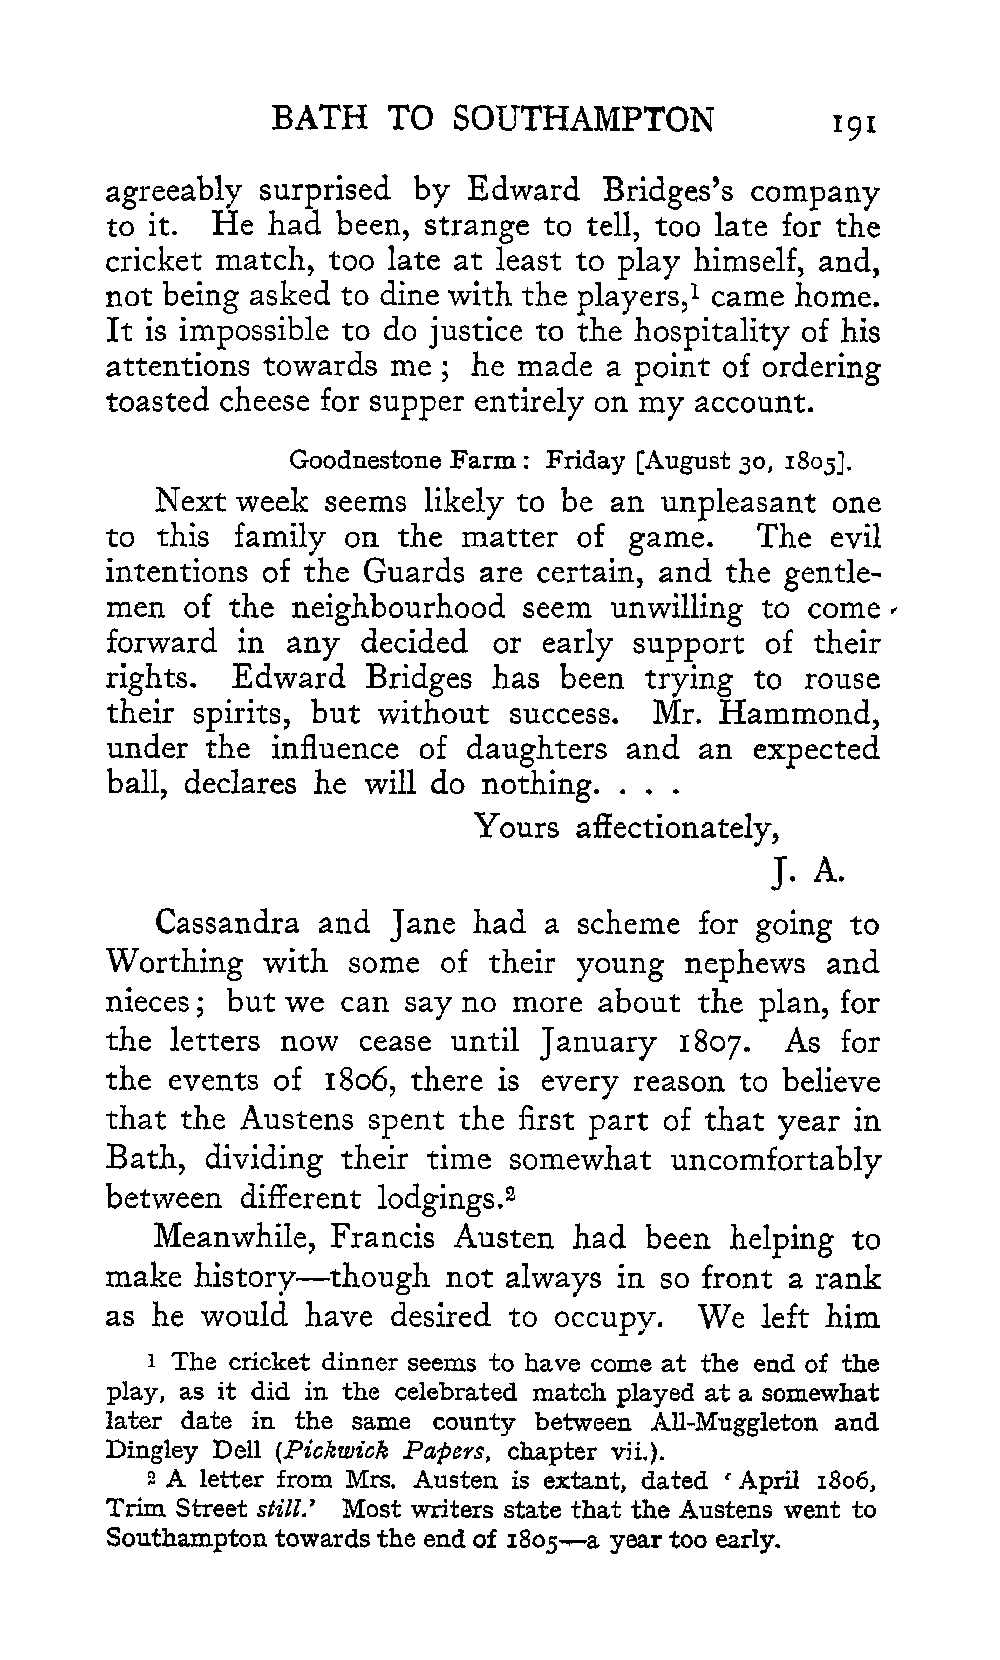 BATH TO SOUTHAMPTON 191
agreeably surprised by Edward Bridges's company
to it. He had been, strange to tell, too late for the
cricket match, too late at least to play himself, and,
not being asked to dine with the players,¹ came home.
It is impossible to do justice to the hospitality of his
attentions towards me ; he made a point of ordering
toasted cheese for supper entirely on my account.
Goodnestone Farm : Friday [August 30, 1805].
Next week seems likely to be an unpleasant one
to this family on the matter of game. The evil
intentions of the Guards are certain, and the gentle-
men of the neighbourhood seem unwilling to come
forward in any decided or early support of their
rights. Edward Bridges has been trying to rouse
their spirits, but without success. Mr. Hammond,
under the influence of daughters and an expected
ball, declares he will do nothing. . . .
Yours affectionately,
J. A.
Cassandra and Jane had a scheme for going to
Worthing with some of their young nephews and
nieces ; but we can say no more about the plan, for
the letters now cease until January 1807. As for
the events of 1806, there is every reason to believe
that the Austens spent the first part of that year in
Bath, dividing their time somewhat uncomfortably
between different lodgings.²
Meanwhile, Francis Austen had been helping to
make history—though not always in so front a rank
as he would have desired to occupy. We left him
¹ The cricket dinner seems to have come at the end of the
play, as it did in the celebrated match played at a somewhat
later date in the same county between All-Muggleton and
Dingley Dell (Pickwick Papers, chapter vii.).
² A letter from Mrs. Austen is extant, dated ‘ April 1806,
Trim Street still.’ Most writers state that the Austens went to
Southampton towards the end of 1805—a year too early.